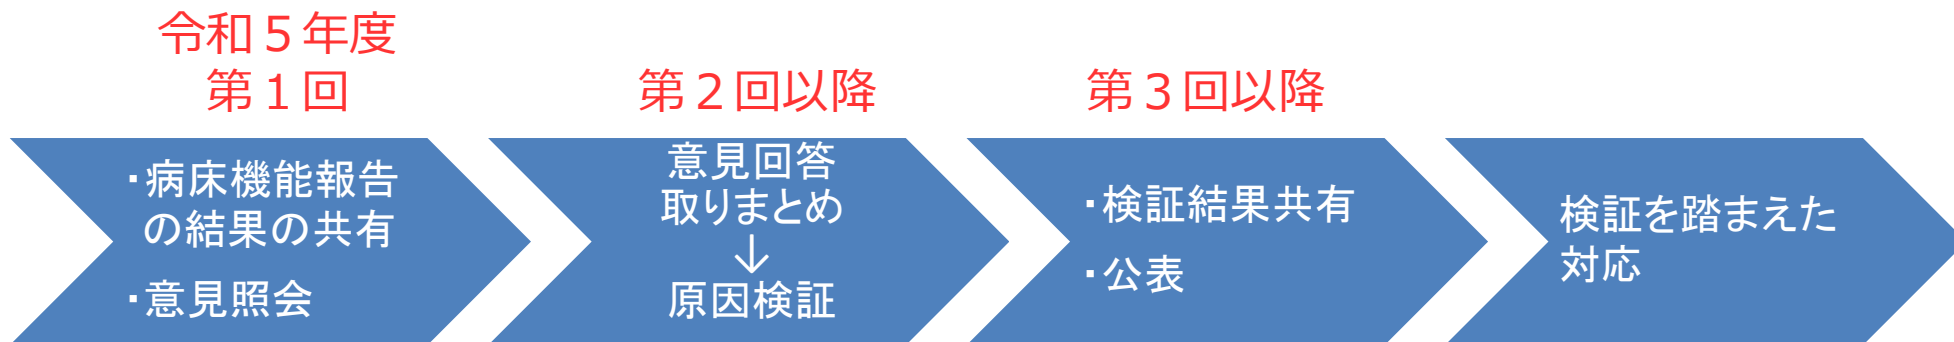 令和５年度
第１回
・病床機能報告
の結果の共有
・意見照会
第２回以降
意見回答
取りまとめ
↓
原因検証
第３回以降
・検証結果共有
・公表
検証を踏まえた
対応